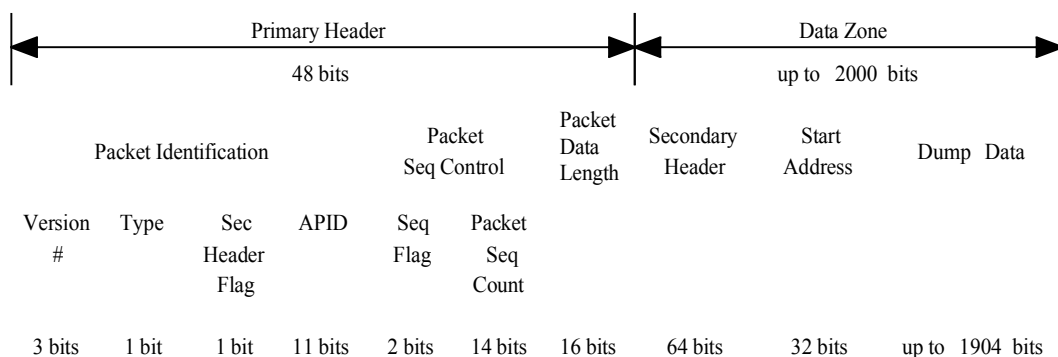 Primary Header
Data Zone
48 bits
up to 2000 bits
Packet Identification
Packet
Seq Control
Packet
Data
Length
Secondary
Header
Start
Address
Dump Data
Version
#
Type
Sec
Header
Flag
APID
Seq
Flag
Packet
Seq
Count
3 bits 1 bit 1 bit 11 bits 2 bits 14 bits 16 bits 64 bits 32 bits up to 1904 bits